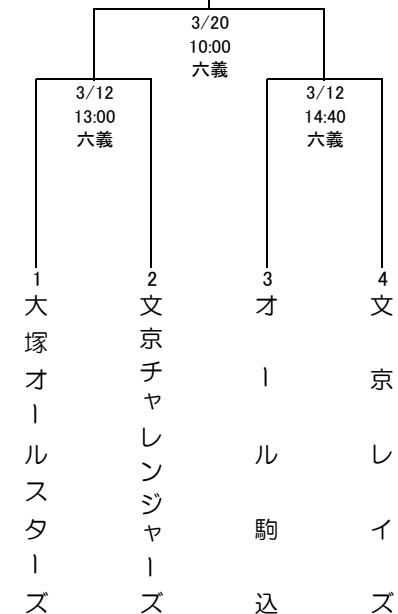 3/20
10:00
六義
3/12
13:00
六義
3/12
14:40
六義
1
大塚オールスターズ
2
文京チャレンジャーズ
3
オール駒込
4
文京レイズ